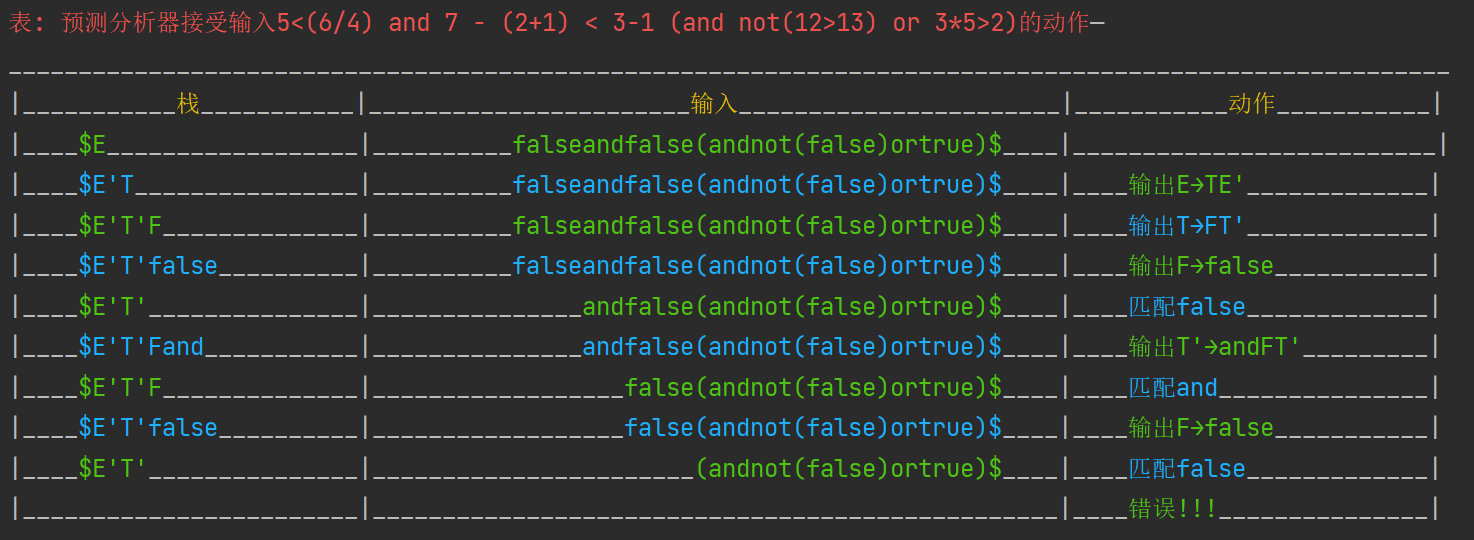 表: 预测分析器接受输入5<(6/4) and 7 - (2+1) < 3-1 (and not(12>13) or 3*5>2)的动作—
|栈|输入|动作|
|$E|falseandfalse(andnot(false)ortrue)$||
|$E'T|falseandfalse(andnot(false)ortrue)$|输出E→TE'|
|$E'T'F|falseandfalse(andnot(false)ortrue)$|输出T→FT'|
|$E'T'false|falseandfalse(andnot(false)ortrue)$|输出F→false|
|$E'T'|andfalse(andnot(false)ortrue)$|匹配false|
|$E'T'Fand|andfalse(andnot(false)ortrue)$|输出T'→andFT'|
|$E'T'F|false(andnot(false)ortrue)$|匹配and|
|$E'T'false|false(andnot(false)ortrue)$|输出F→false|
|$E'T'|(andnot(false)ortrue)$|匹配false|
|||错误!!!|